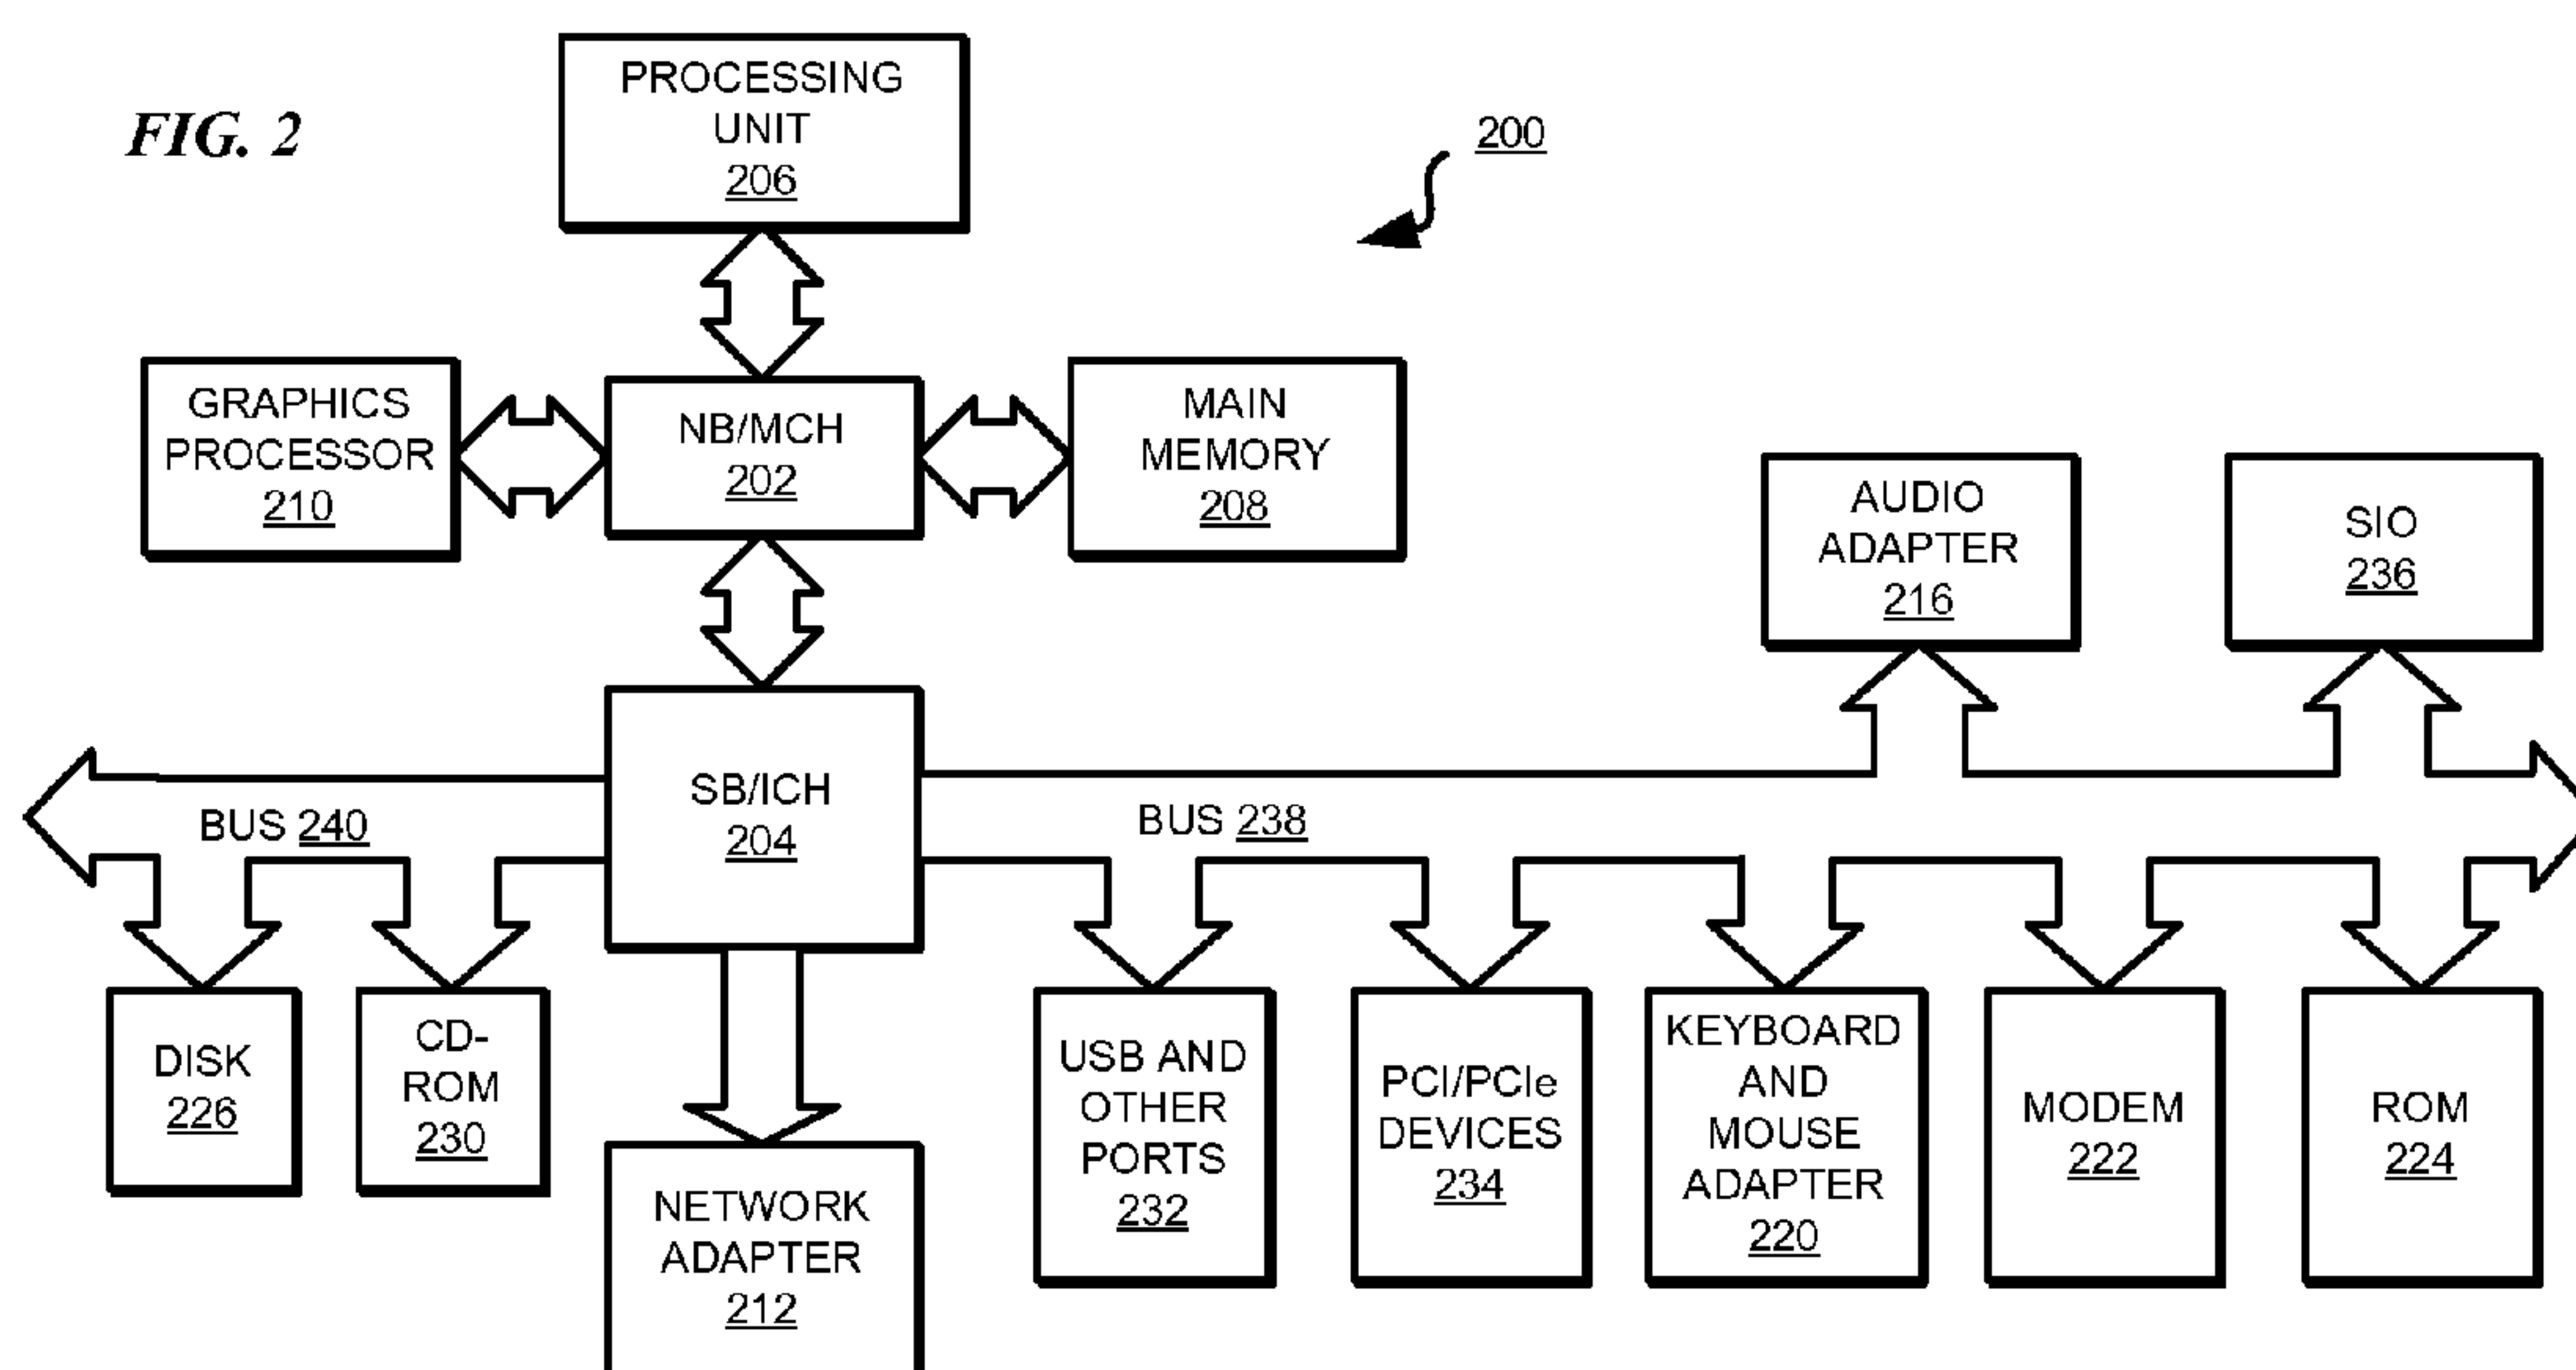 FIG. 2
PROCESSING
UNIT
206
200
GRAPHICS
PROCESSOR
210
NB/MCH
202
MAIN
MEMORY
208
AUDIO
ADAPTER
216
SIO
236
SB/ICH
204
BUS 240
BUS 238
DISK
226
CD-
ROM
230
NETWORK
ADAPTER
212
USB AND
OTHER
PORTS
232
PCI/PCIe
DEVICES
234
KEYBOARD
AND
MOUSE
ADAPTER
220
MODEM
222
ROM
224